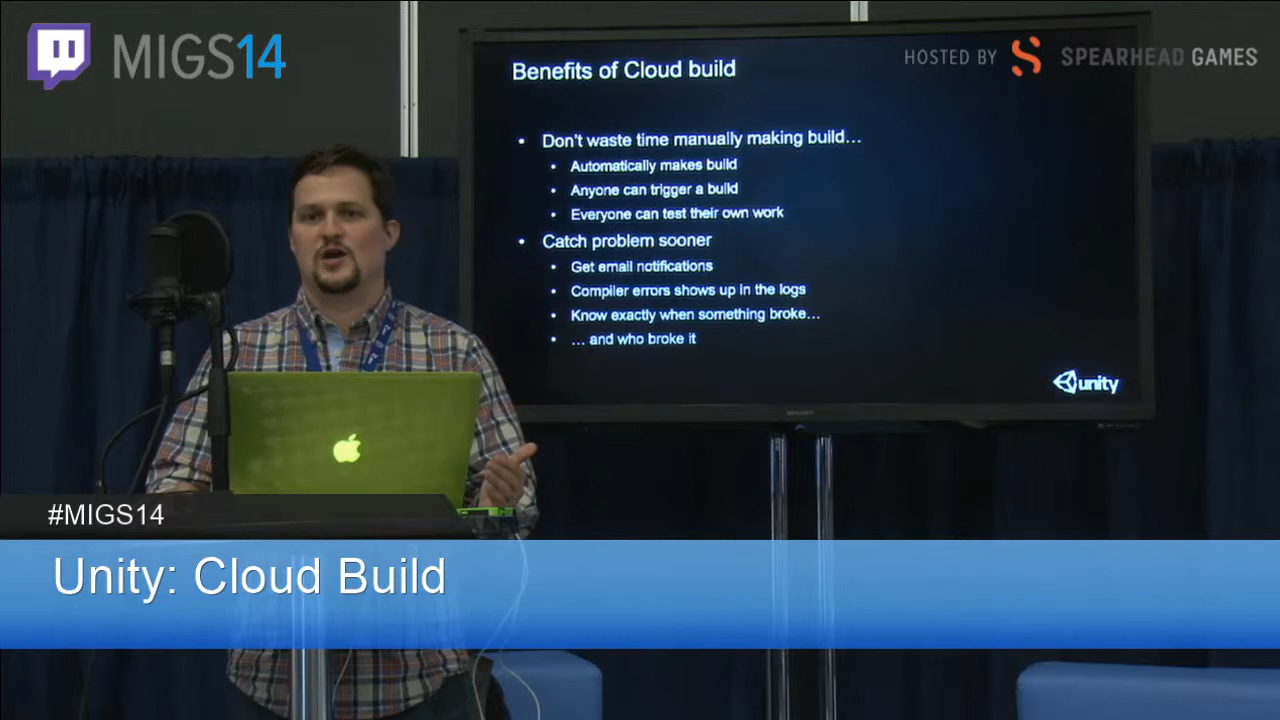 MIGS14
HOSTED BY SPEARHEAD GAMES
Benefits of Cloud build
• Don't waste time manually making build...
• Automatically makes build
• Anyone can trigger a build
• Everyone can test their own work
• Catch problem sooner
• Get email notifications
• Compiler errors shows up in the logs
• Know exactly when something broke...
• ... and who broke it
unity
SHARP
#MIGS14
Unity: Cloud Build